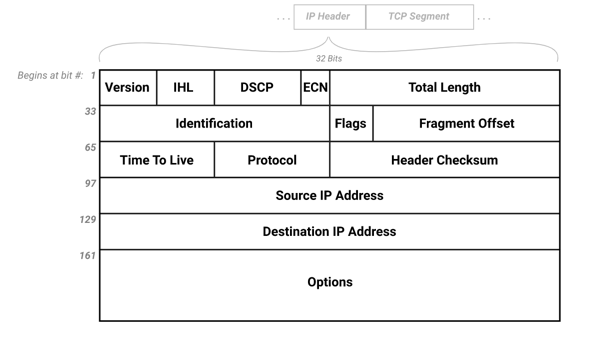 . . . IP Header TCP Segment . . .
32 Bits
Begins at bit #: 1 Version IHL DSCP ECN Total Length
33 Identification Flags Fragment Offset
65 Time To Live Protocol Header Checksum
97 Source IP Address
129 Destination IP Address
161 Options